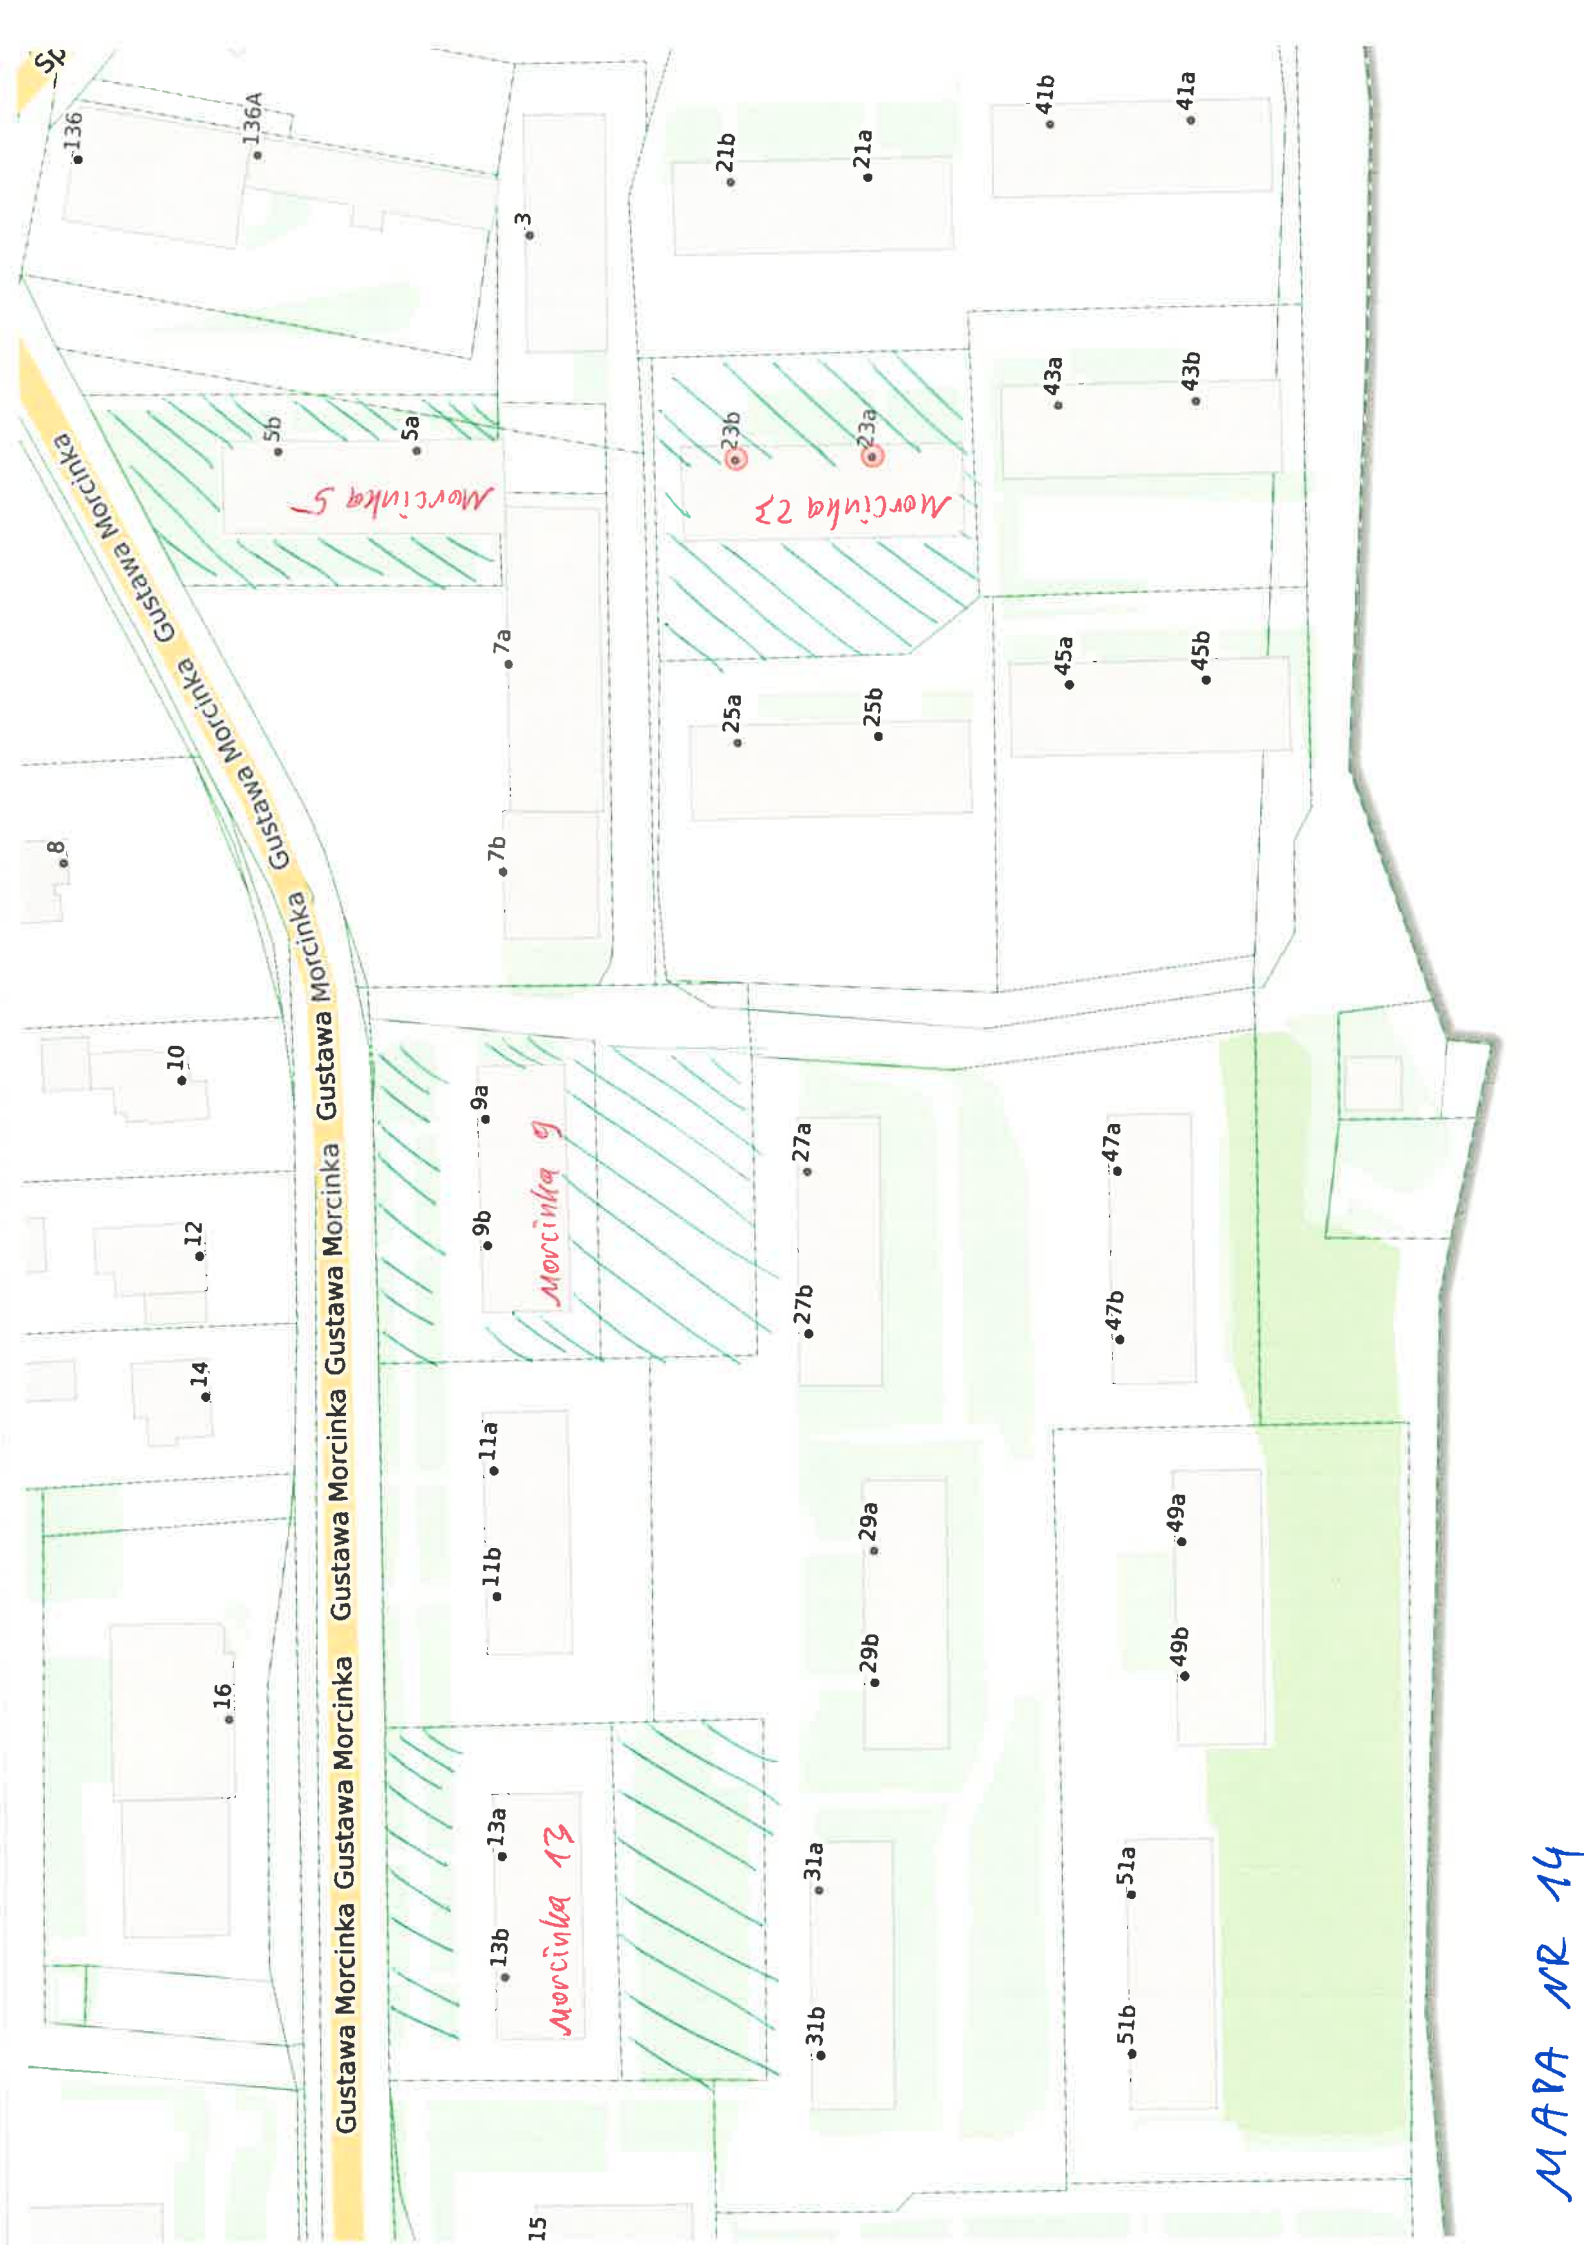 Gustawa Morcinka Gustawa Morcinka Gustawa Morcinka Gustawa Morcinka Gustawa Morcinka Gustawa Morcinka Gustawa Morcinka Gustawa Morcinka Gustawa Morcinka
8
10
12
14
16
136
136A
5b
5a
Morcinka 5
3
7a
7b
9a
9b
Morcinka 9
11a
11b
13a
13b
Morcinka 13
15
21b
21a
23b
23a
Morcinka 23
25a
25b
27a
27b
29a
29b
31a
31b
41b
41a
43a
43b
45a
45b
47a
47b
49a
49b
51a
51b
MAPA NR 14